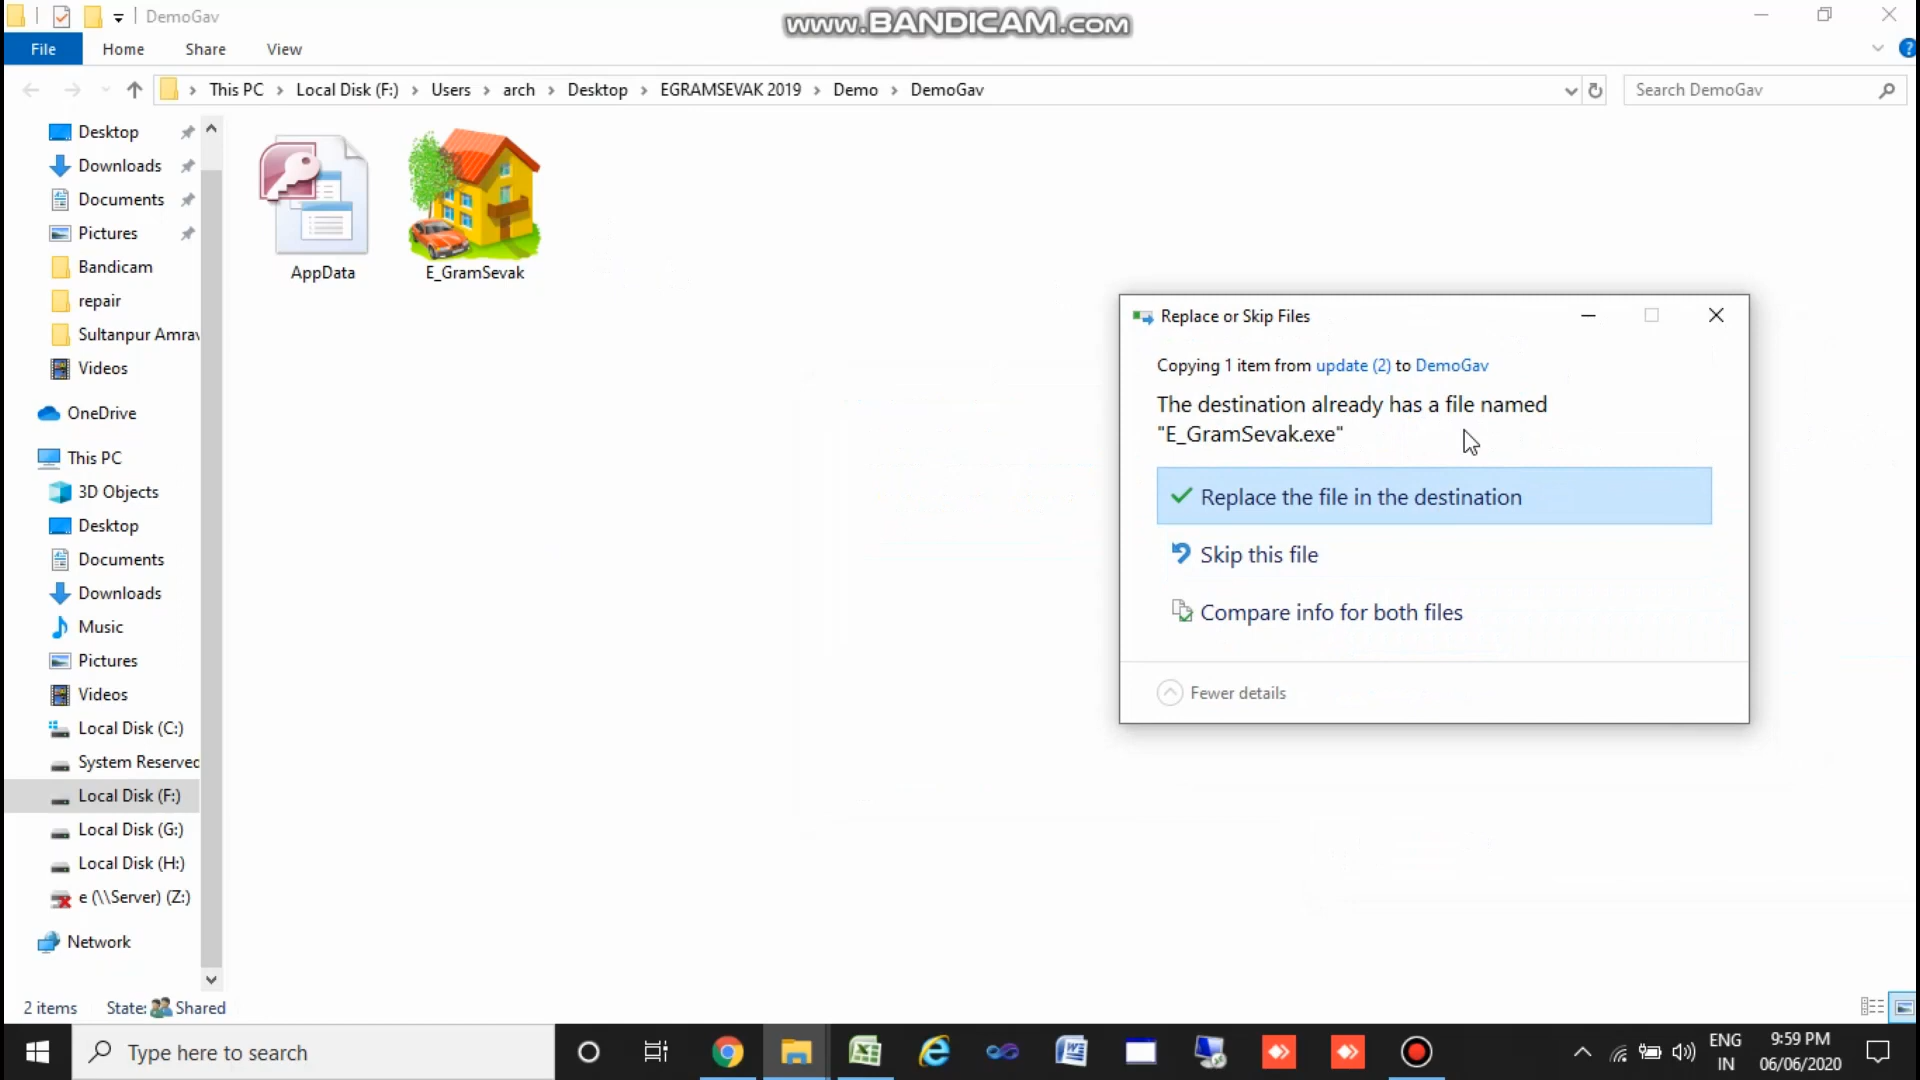 DemoGav
www.BANDICAM.com
File Home Share View
This PC Local Disk (F:) Users arch Desktop EGRAMSEVAK 2019 Demo DemoGav
Search DemoGav
Desktop
Downloads
Documents
Pictures
Bandicam
repair
Sultanpur Amrav
Videos
OneDrive
This PC
3D Objects
Desktop
Documents
Downloads
Music
Pictures
Videos
Local Disk (C:)
System Reserved
Local Disk (F:)
Local Disk (G:)
Local Disk (H:)
e (\\Server) (Z:)
Network
AppData
E_GramSevak
Replace or Skip Files
Copying 1 item from update (2) to DemoGav
The destination already has a file named
"E_GramSevak.exe"
Replace the file in the destination
Skip this file
Compare info for both files
Fewer details
2 items State: Shared
Type here to search
ENG
IN
9:59 PM
06/06/2020